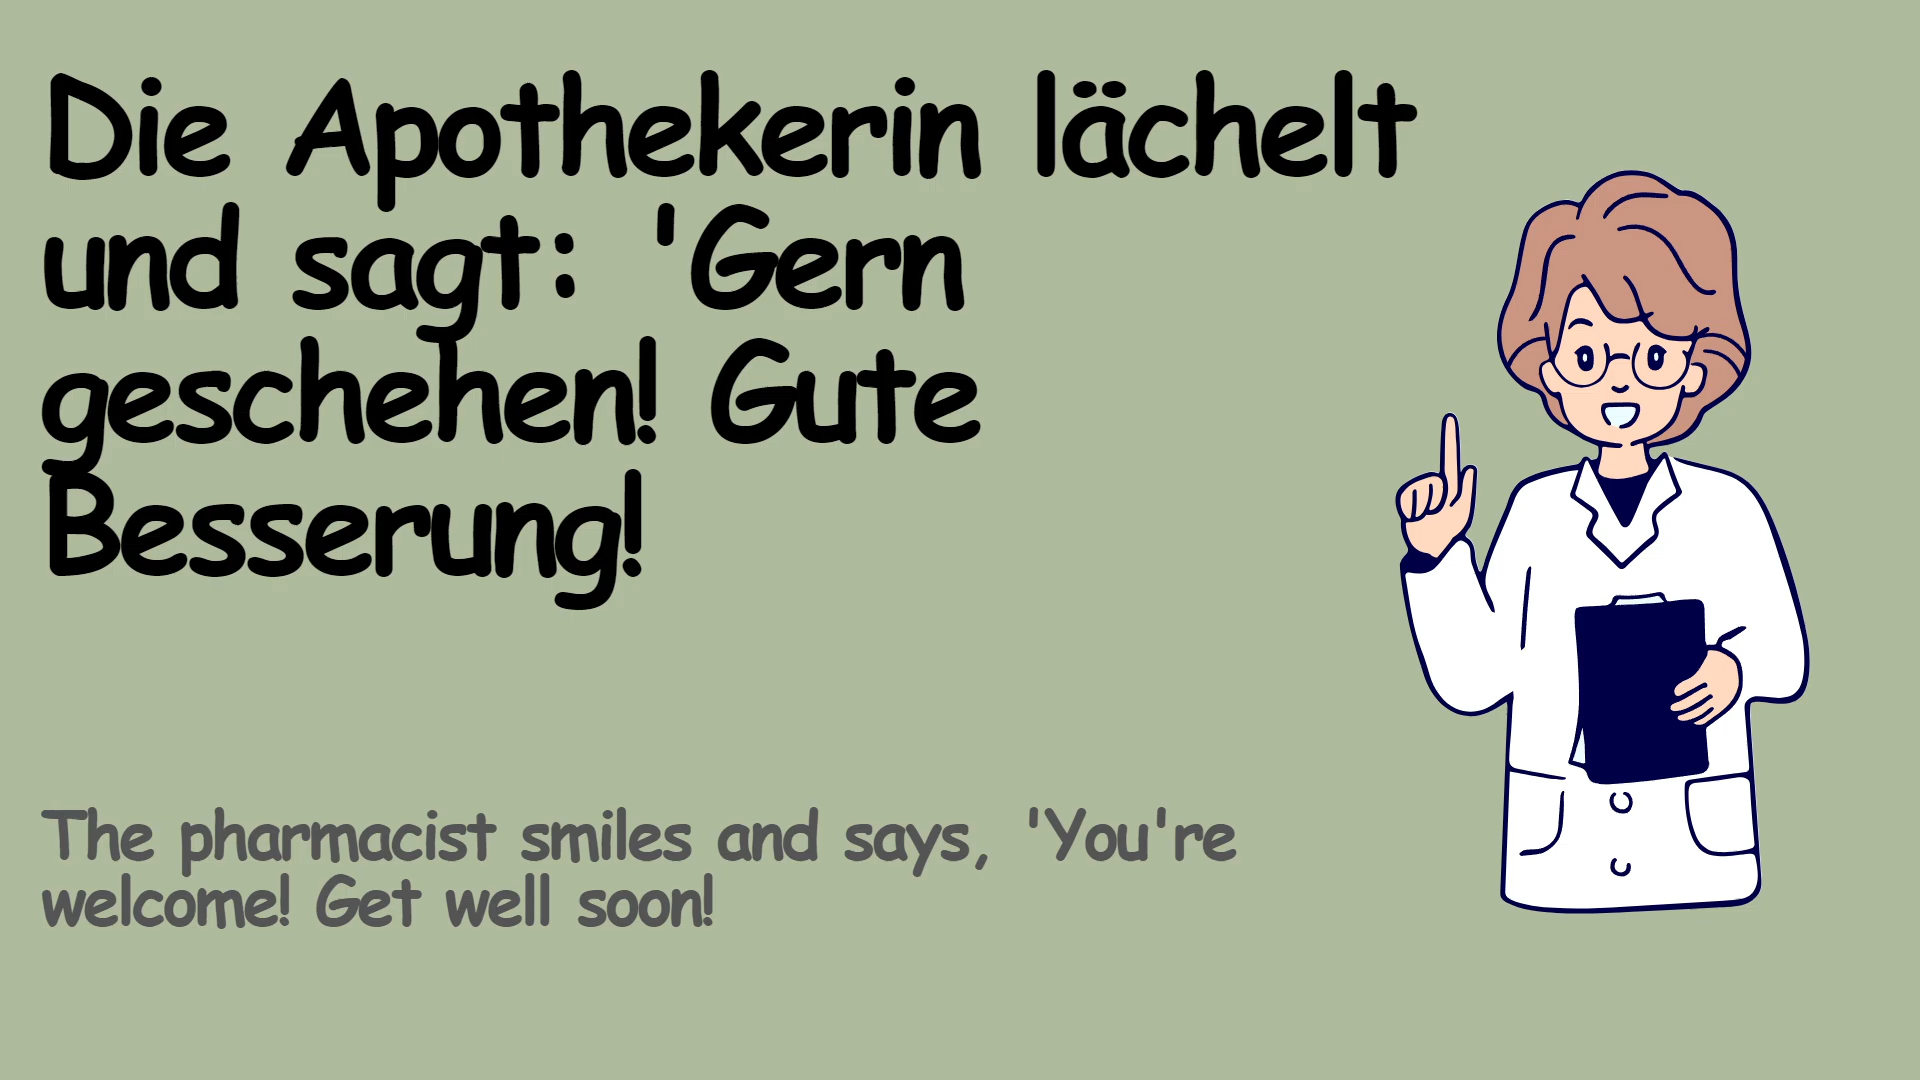 Die Apothekerin lächelt
und sagt: 'Gern
geschehen! Gute
Besserung!
The pharmacist smiles and says, 'You're
welcome! Get well soon!